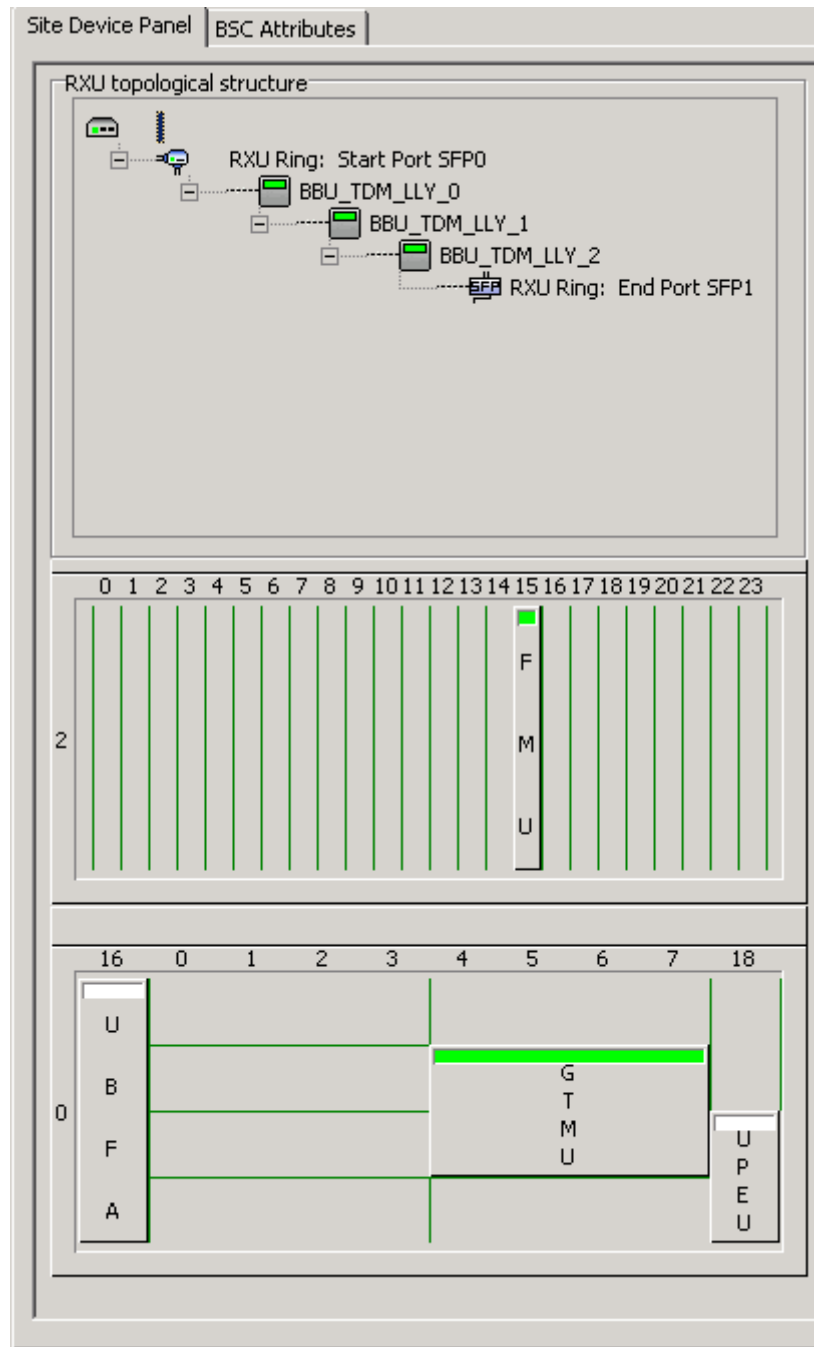 Site Device Panel BSC Attributes
RXU topological structure
RXU Ring: Start Port SFP0
BBU_TDM_LLY_0
BBU_TDM_LLY_1
BBU_TDM_LLY_2
SFP RXU Ring: End Port SFP1
0 1 2 3 4 5 6 7 8 9 10 11 12 13 14 15 16 17 18 19 20 21 22 23
2
F
M
U
16 0 1 2 3 4 5 6 7 18
0
U
B
F
A
G
T
M
U
U
P
E
U